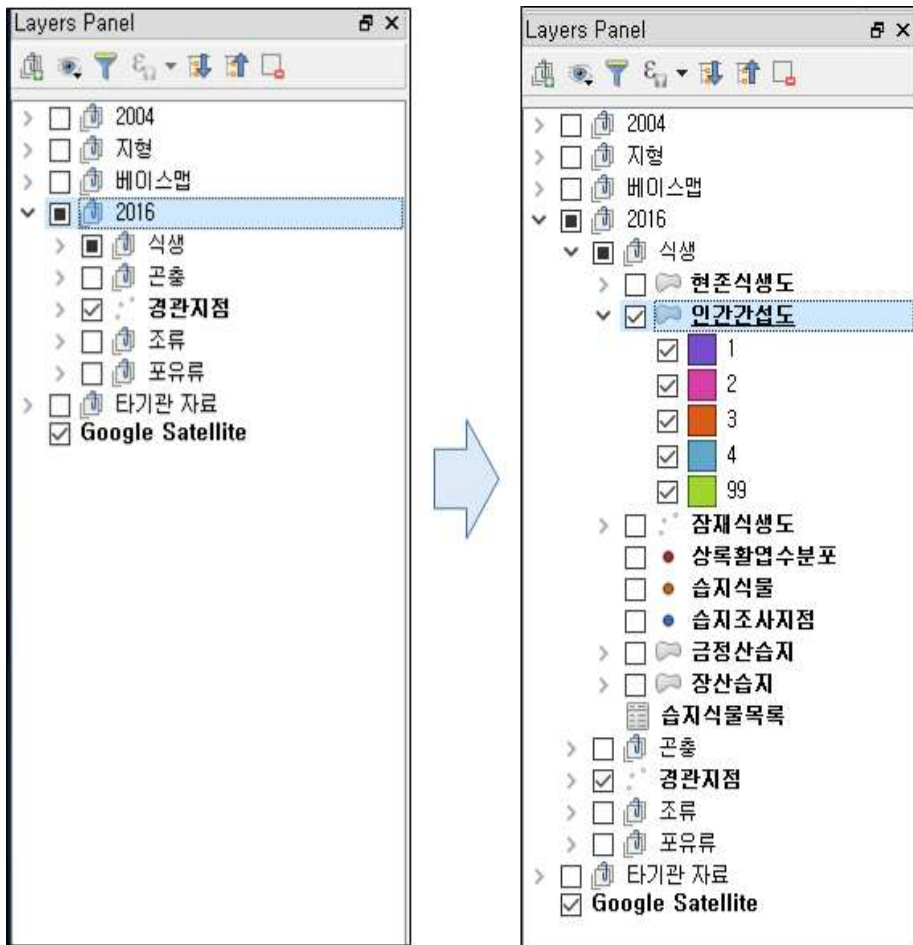 Layers Panel
2004
지형
베이스맵
2016
식생
곤충
경관지점
조류
포유류
타기관 자료
Google Satellite
Layers Panel
2004
지형
베이스맵
2016
식생
현존식생도
인간간섭도
1
2
3
4
99
잠재식생도
상록활엽수분포
습지식물
습지조사지점
금정산습지
장산습지
습지식물목록
곤충
경관지점
조류
포유류
타기관 자료
Google Satellite